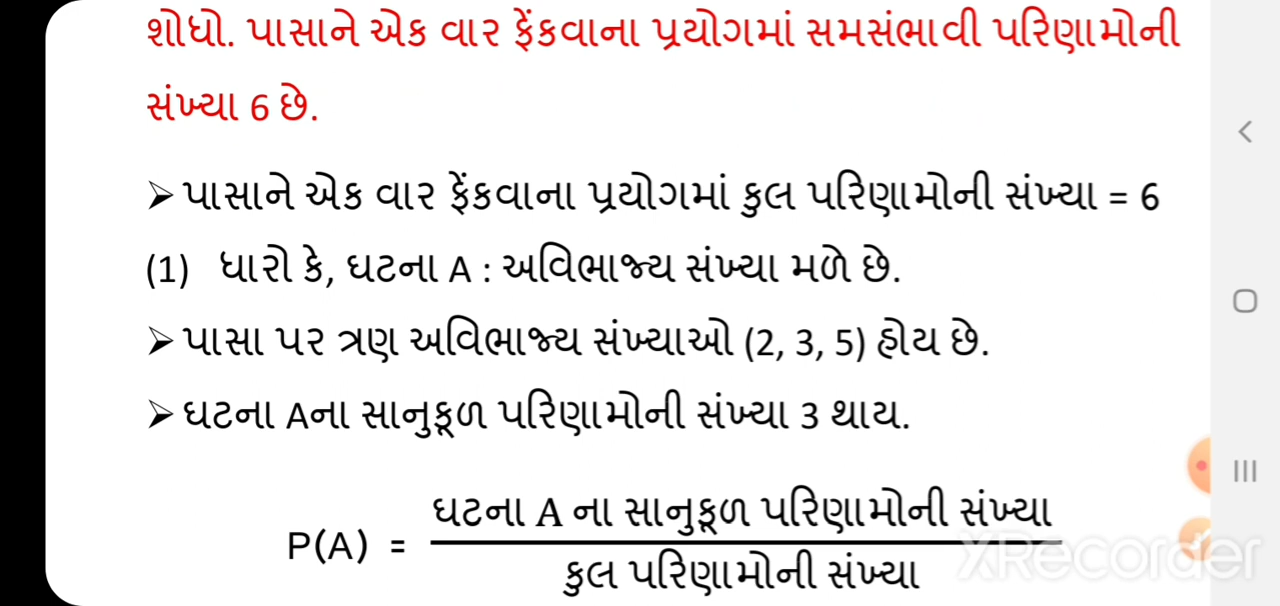 શોધો. પાસાને એક વાર ફેંકવાના પ્રયોગમાં સમસંભાવી પરિણામોની
સંખ્યા 6 છે.
➢ પાસાને એક વાર ફેંકવાના પ્રયોગમાં કુલ પરિણામોની સંખ્યા = 6
(1) ધારો કે, ઘટના A : અવિભાજ્ય સંખ્યા મળે છે.
➢ પાસા પર ત્રણ અવિભાજ્ય સંખ્યાઓ (2, 3, 5) હોય છે.
➢ ઘટના Aના સાનુકૂળ પરિણામોની સંખ્યા 3 થાય.
ઘટના A ના સાનુકૂળ પરિણામોની સંખ્યા
P(A) =
કુલ પરિણામોની સંખ્યા
XRecorder